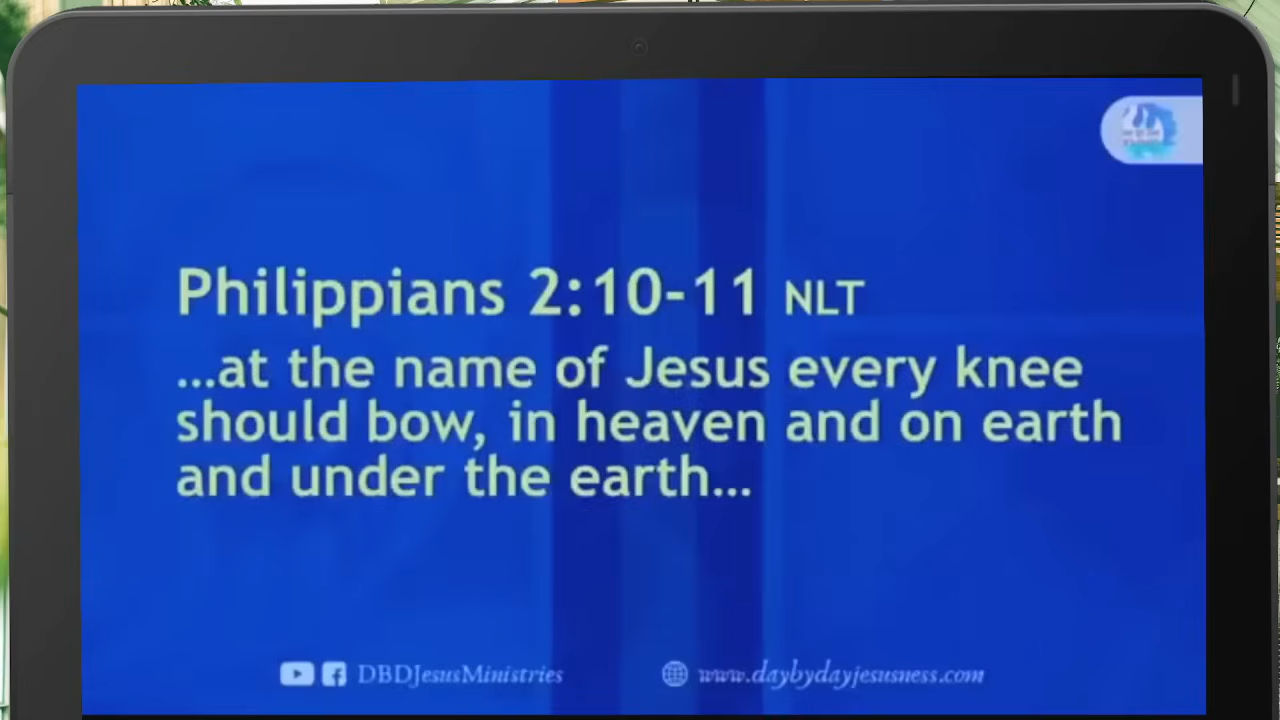 Philippians 2:10-11 NLT
...at the name of Jesus every knee
should bow, in heaven and on earth
and under the earth...
DBDJesusMinistries
www.daybydayjesusness.com